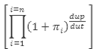 [∏_{i=1}^{n} (1 + π_i)^{dup/dut}]